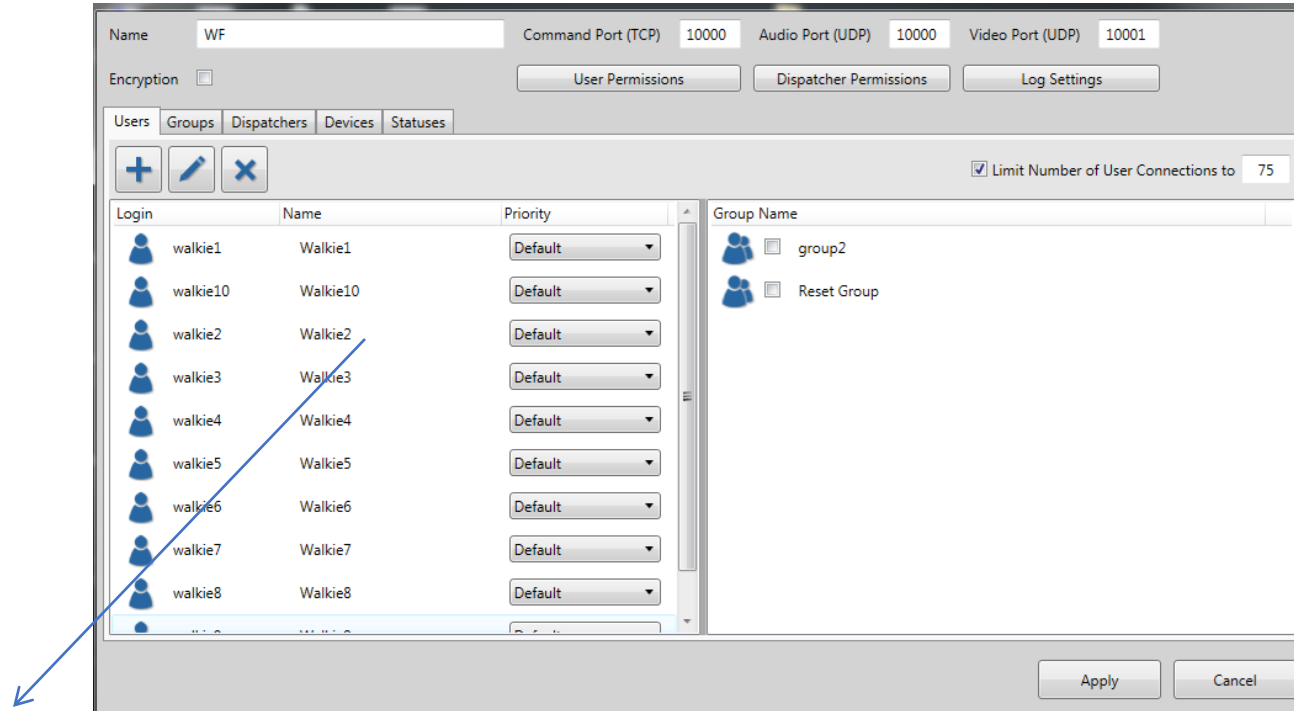 Name WF Command Port (TCP) 10000 Audio Port (UDP) 10000 Video Port (UDP) 10001
Encryption User Permissions Dispatcher Permissions Log Settings
Users Groups Dispatchers Devices Statuses
Limit Number of User Connections to 75
Login Name Priority Group Name
walkie1 Walkie1 Default group2
walkie10 Walkie10 Default Reset Group
walkie2 Walkie2 Default
walkie3 Walkie3 Default
walkie4 Walkie4 Default
walkie5 Walkie5 Default
walkie6 Walkie6 Default
walkie7 Walkie7 Default
walkie8 Walkie8 Default
Apply Cancel